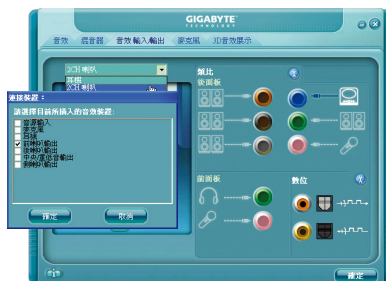 GIGABYTE
TECHNOLOGY
音效
混音器
音效輸入/輸出
麥克風
3D音效展示
2CH 喇叭
耳機
2CH 喇叭
類比
後面板
連接裝置：
請選擇目前所插入的音效裝置:
音源輸入
麥克風
耳機
前喇叭輸出
後喇叭輸出
中央/重低音輸出
側喇叭輸出
確定
取消
前面板
數位
確定